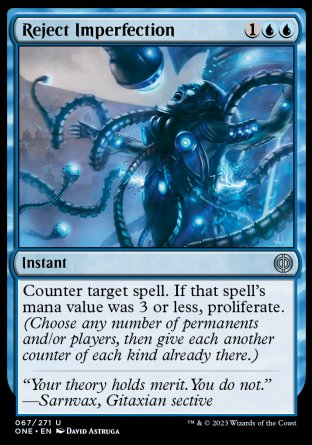 Reject Imperfection 1
Instant
Counter target spell. If that spell's
mana value was 3 or less, proliferate.
(Choose any number of permanents
and/or players, then give each another
counter of each kind already there.)
“Your theory holds merit. You do not.”
—Sarnvax, Gitaxian sective
067/271 U
ONE • EN David Astruga
™ & © 2023 Wizards of the Coast